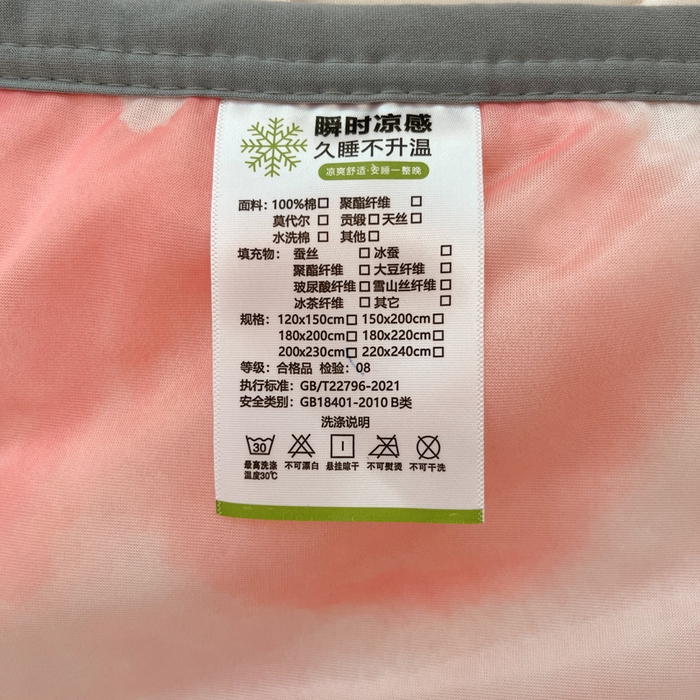 瞬时凉感
久睡不升温
凉爽舒适·安睡一整晚
面料：100%棉□ 聚酯纤维 □
莫代尔 □ 贡缎□天丝□
水洗棉 □ 其他□
填充物： 蚕丝 □冰蚕 □
聚酯纤维 □大豆纤维□
玻尿酸纤维□雪山丝纤维□
冰茶纤维 □其它 □
规格：120x150cm□ 150x200cm□
180x200cm□ 180x220cm□
200x230cm□ 220x240cm□
等级：合格品 检验：08
执行标准：GB/T22796-2021
安全类别：GB18401-2010 B类
洗涤说明
30
最高洗涤温度30℃ 不可漂白 悬挂晾干 不可熨烫 不可干洗